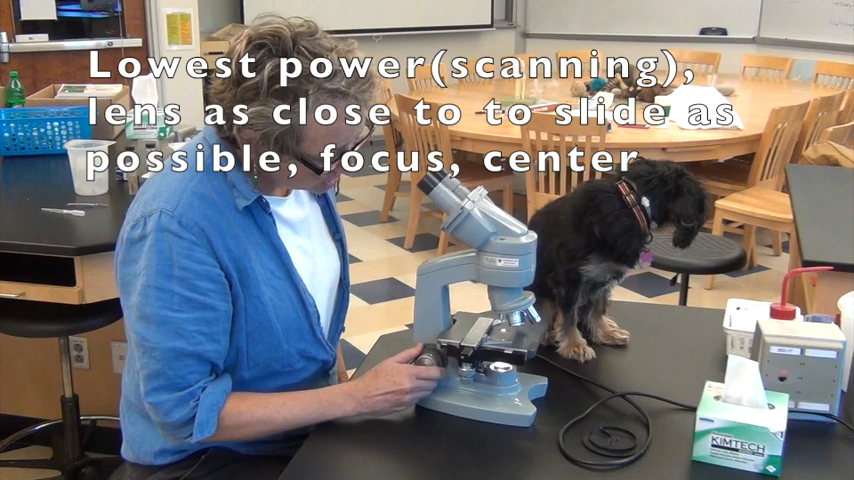 Lowest power(scanning),
lens as close to to slide as
possible, focus, center
KIMTECH